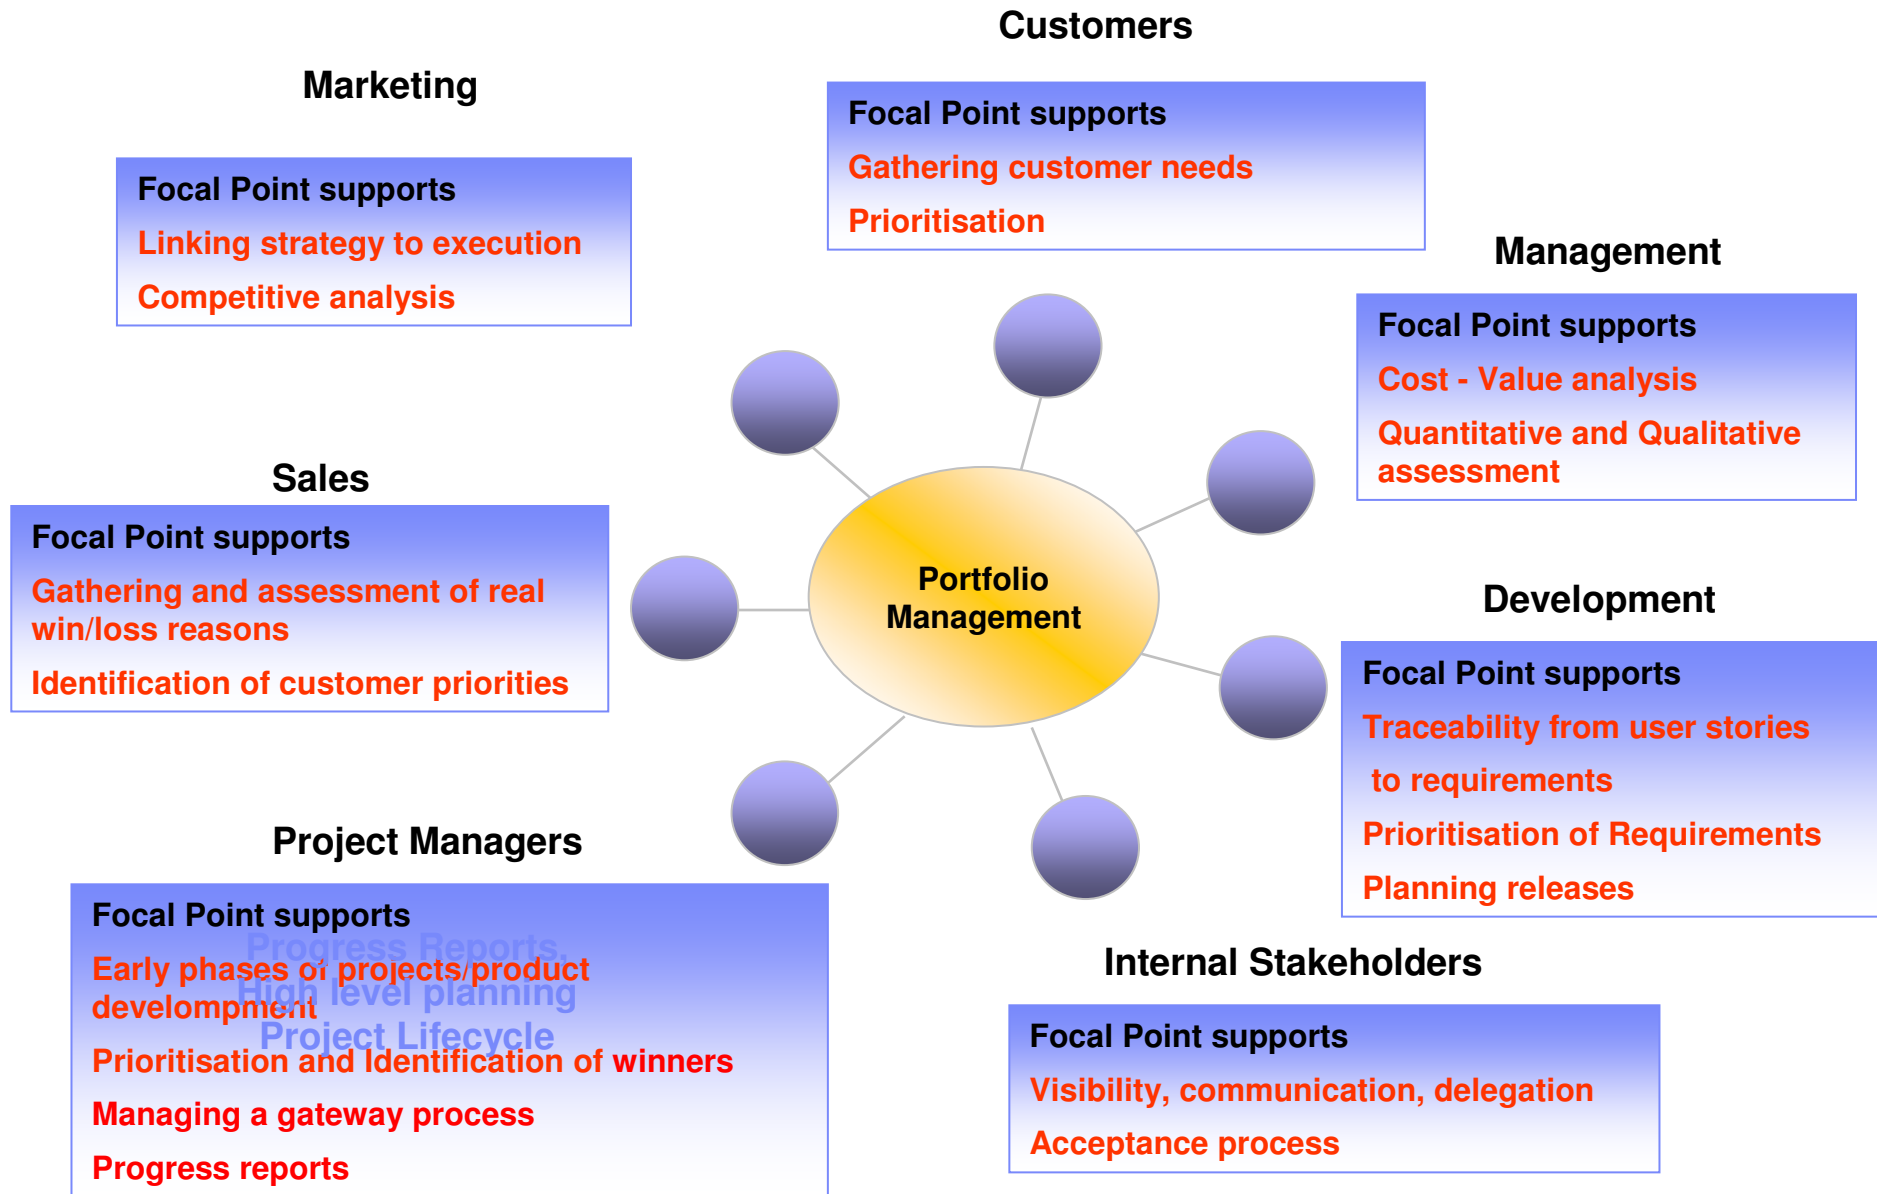 Customers
Focal Point supports
Gathering customer needs
Prioritisation
Marketing
Focal Point supports
Linking strategy to execution
Competitive analysis
Management
Focal Point supports
Cost - Value analysis
Quantitative and Qualitative
assessment
Sales
Focal Point supports
Gathering and assessment of real
win/loss reasons
Identification of customer priorities
Portfolio
Management
Development
Focal Point supports
Traceability from user stories
to requirements
Prioritisation of Requirements
Planning releases
Project Managers
Focal Point supports
Early phases of projects/product
develompment
Prioritisation and Identification of winners
Managing a gateway process
Progress reports
Progress Reports,
High level planning
Project Lifecycle
Internal Stakeholders
Focal Point supports
Visibility, communication, delegation
Acceptance process